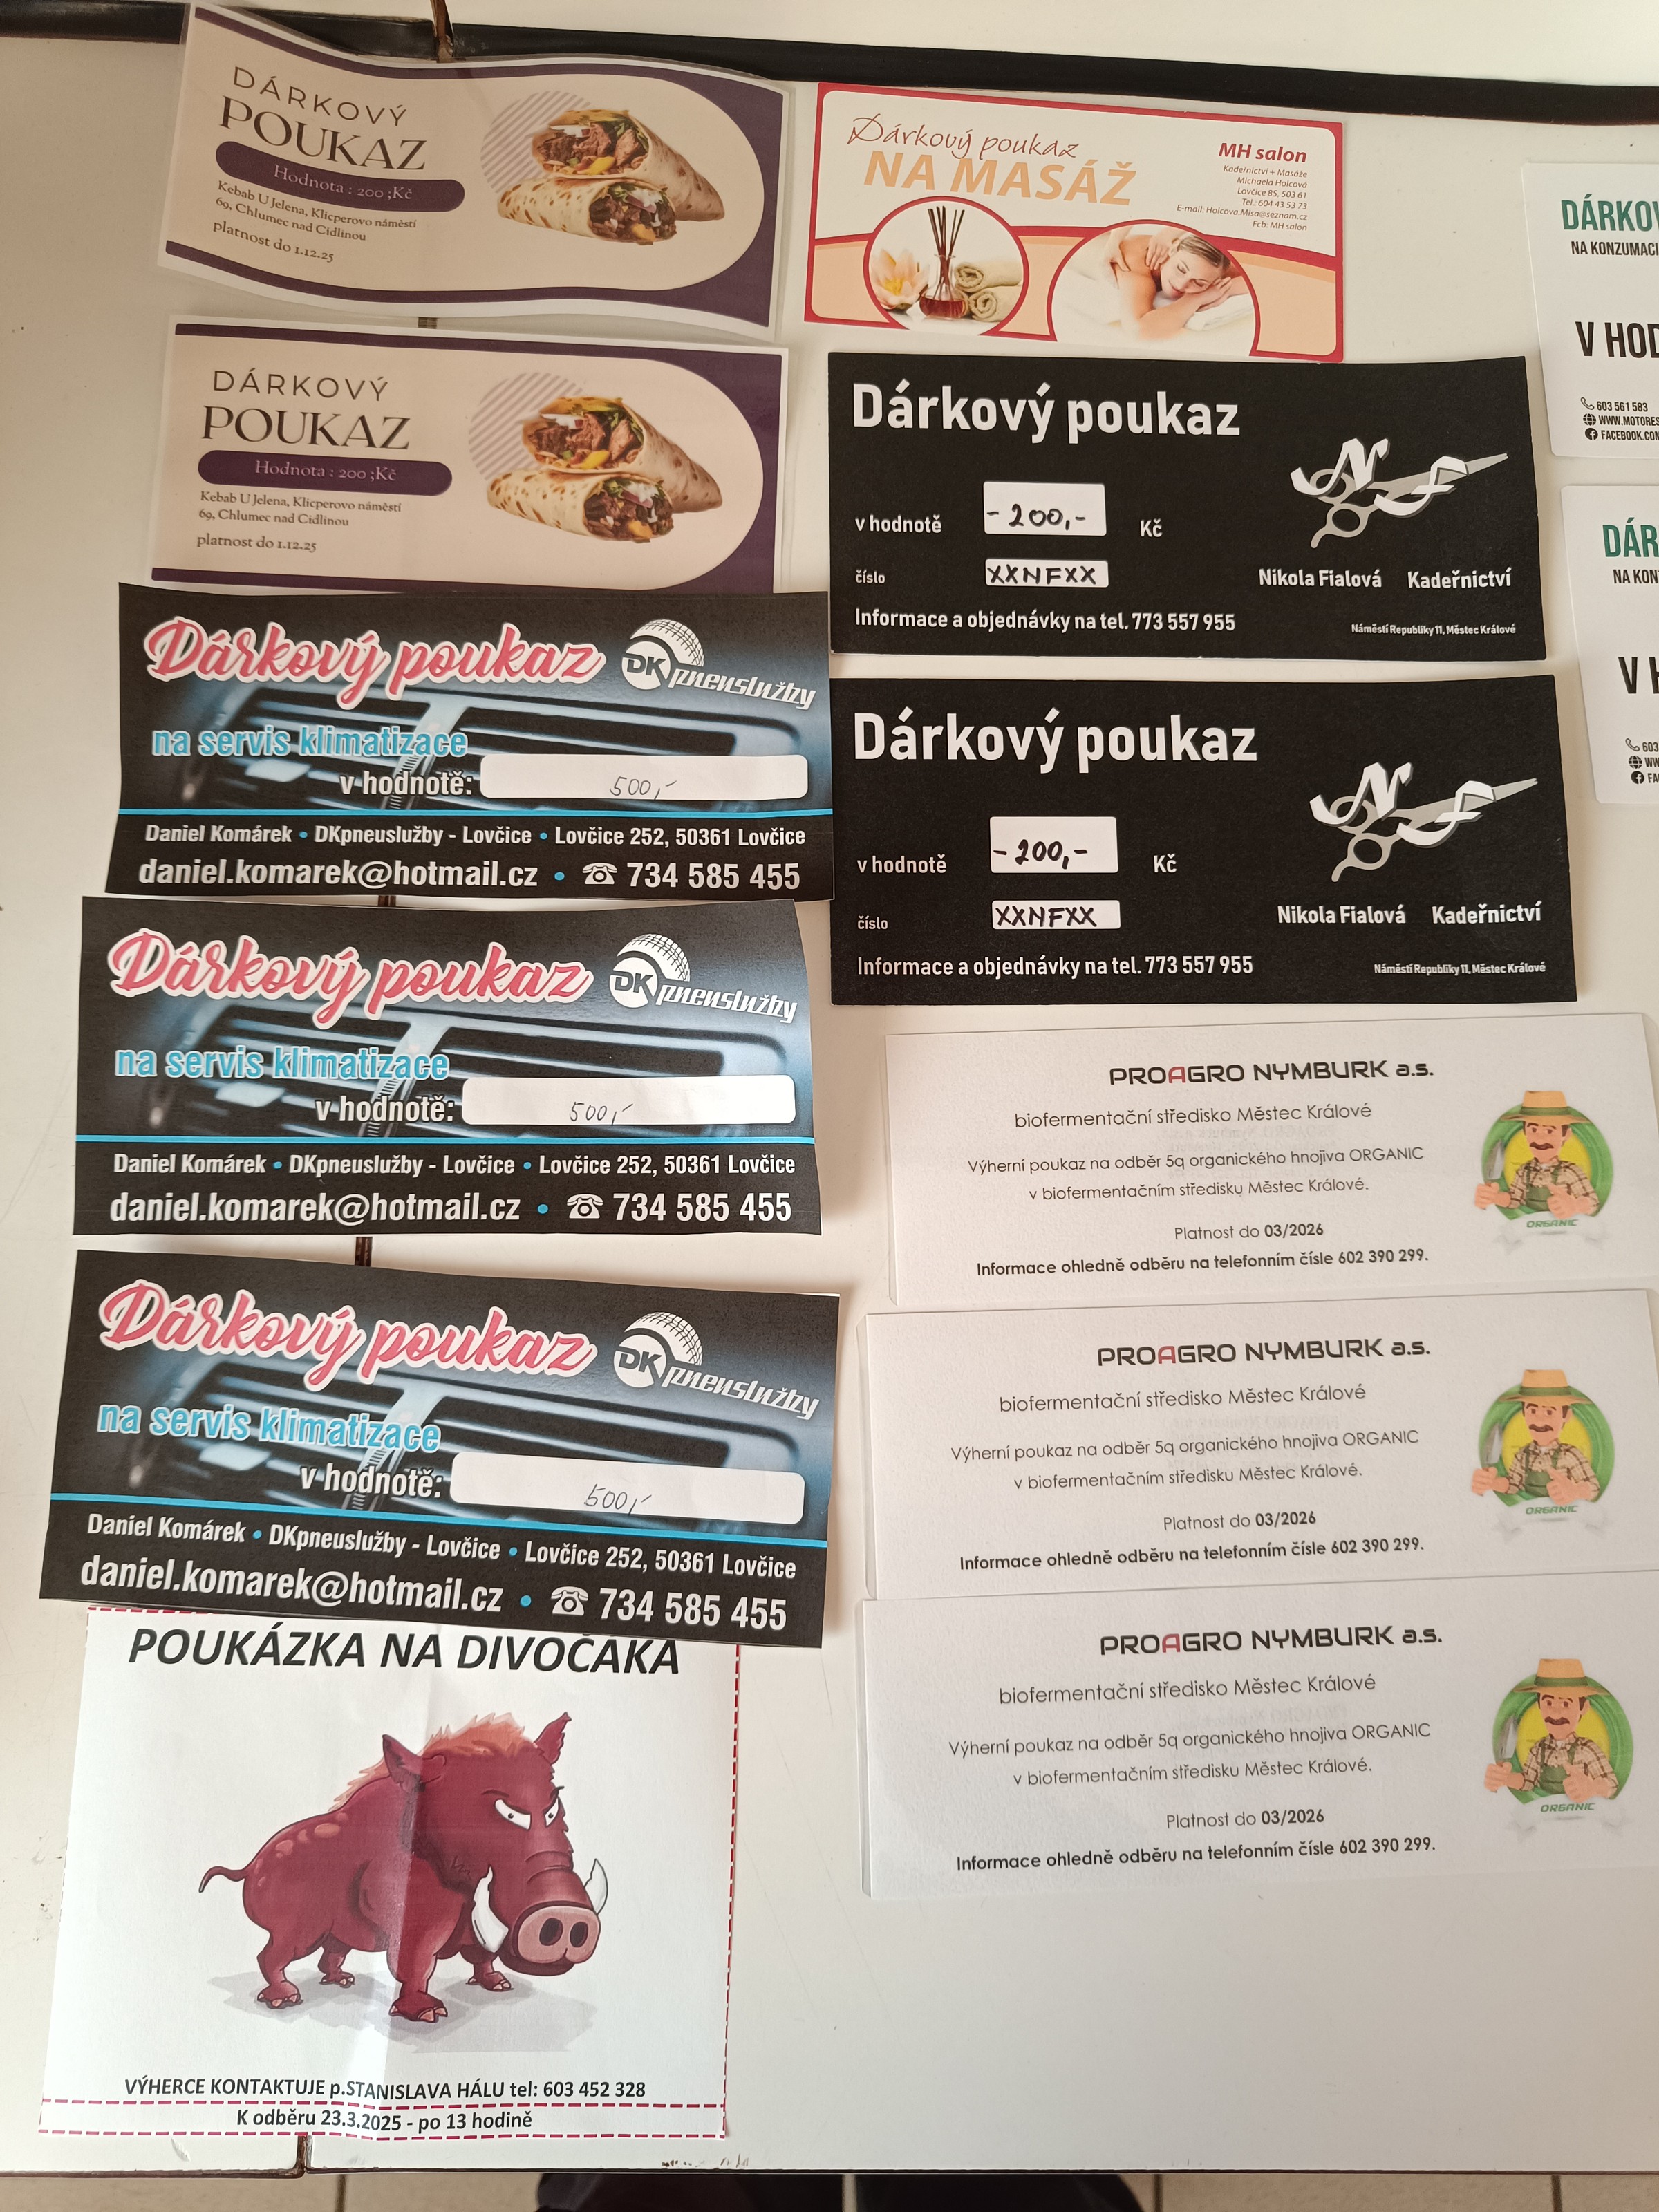 DÁRKOVÝ
POUKAZ
Hodnota : 200 ;Kč
Kebab U Jelena, Klicperovo náměstí
69, Chlumec nad Cidlinou
platnost do 1.12.25
DÁRKOVÝ
POUKAZ
Hodnota : 200 ;Kč
Kebab U Jelena, Klicperovo náměstí
69, Chlumec nad Cidlinou
platnost do 1.12.25
Dárkový poukaz
DKpneuslužby
na servis klimatizace
v hodnotě: 500,-
Daniel Komárek • DKpneuslužby - Lovčice • Lovčice 252, 50361 Lovčice
daniel.komarek@hotmail.cz • ☎ 734 585 455
Dárkový poukaz
DKpneuslužby
na servis klimatizace
v hodnotě: 500,-
Daniel Komárek • DKpneuslužby - Lovčice • Lovčice 252, 50361 Lovčice
daniel.komarek@hotmail.cz • ☎ 734 585 455
Dárkový poukaz
DKpneuslužby
na servis klimatizace
v hodnotě: 500,-
Daniel Komárek • DKpneuslužby - Lovčice • Lovčice 252, 50361 Lovčice
daniel.komarek@hotmail.cz • ☎ 734 585 455
POUKÁZKA NA DIVOČÁKA
VÝHERCE KONTAKTUJE p.STANISLAVA HÁLU tel: 603 452 328
K odběru 23.3.2025 - po 13 hodině
Dárkový poukaz
NA MASÁŽ
MH salon
Kadeřnictví + Masáže
Michaela Holcová
Lovčice 85, 503 61
Tel.: 604 43 53 73
E-mail: Holcova.Misa@seznam.cz
Fcb: MH salon
Dárkový poukaz
v hodnotě -200,- Kč
číslo XXNFXX
Nikola Fialová Kadeřnictví
Informace a objednávky na tel. 773 557 955
Náměstí Republiky 11, Městec Králové
Dárkový poukaz
v hodnotě -200,- Kč
číslo XXNFXX
Nikola Fialová Kadeřnictví
Informace a objednávky na tel. 773 557 955
Náměstí Republiky 11, Městec Králové
PROAGRO NYMBURK a.s.
biofermentační středisko Městec Králové
Výherní poukaz na odběr 5q organického hnojiva ORGANIC
v biofermentačním středisku Městec Králové.
Platnost do 03/2026
Informace ohledně odběru na telefonním čísle 602 390 299.
ORGANIC
PROAGRO NYMBURK a.s.
biofermentační středisko Městec Králové
Výherní poukaz na odběr 5q organického hnojiva ORGANIC
v biofermentačním středisku Městec Králové.
Platnost do 03/2026
Informace ohledně odběru na telefonním čísle 602 390 299.
ORGANIC
PROAGRO NYMBURK a.s.
biofermentační středisko Městec Králové
Výherní poukaz na odběr 5q organického hnojiva ORGANIC
v biofermentačním středisku Městec Králové.
Platnost do 03/2026
Informace ohledně odběru na telefonním čísle 602 390 299.
ORGANIC
DÁRKOV
NA KONZUMACI
V HOD
603 561 583
WWW.MOTORES
FACEBOOK.COM
DÁR
NA KON
V H
603
WW
FA